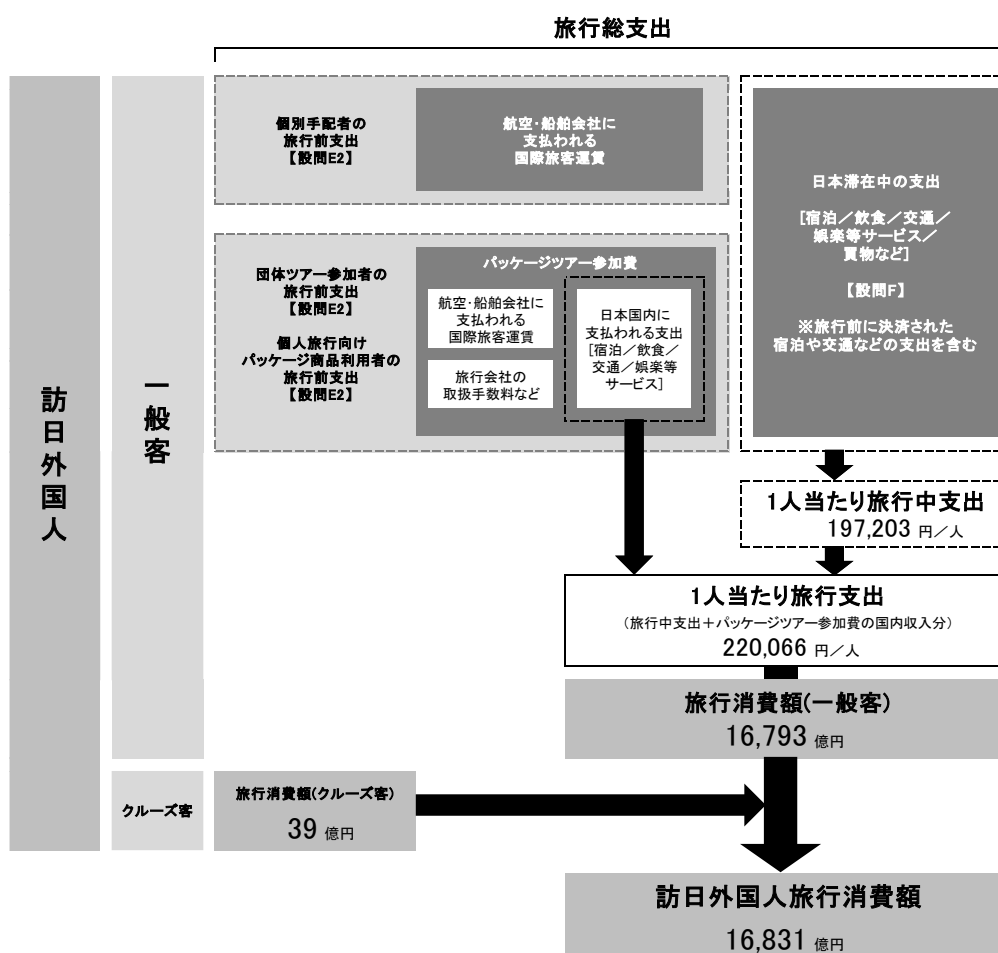 旅行総支出
訪日外国人
一般客
個別手配者の
旅行前支出
【設問E2】
航空・船舶会社に
支払われる
国際旅客運賃
団体ツアー参加者の
旅行前支出
【設問E2】
個人旅行向け
パッケージ商品利用者の
旅行前支出
【設問E2】
パッケージツアー参加費
航空・船舶会社に
支払われる
国際旅客運賃
旅行会社の
取扱手数料など
日本国内に
支払われる支出
[宿泊／飲食／
交通／娯楽等
サービス]
日本滞在中の支出
[宿泊／飲食／交通／
娯楽等サービス／
買物など]
【設問F】
※旅行前に決済された
宿泊や交通などの支出を含む
1人当たり旅行中支出
197,203 円／人
1人当たり旅行支出
（旅行中支出＋パッケージツアー参加費の国内収入分）
220,066 円／人
旅行消費額(一般客)
16,793 億円
クルーズ客
旅行消費額(クルーズ客)
39 億円
訪日外国人旅行消費額
16,831 億円